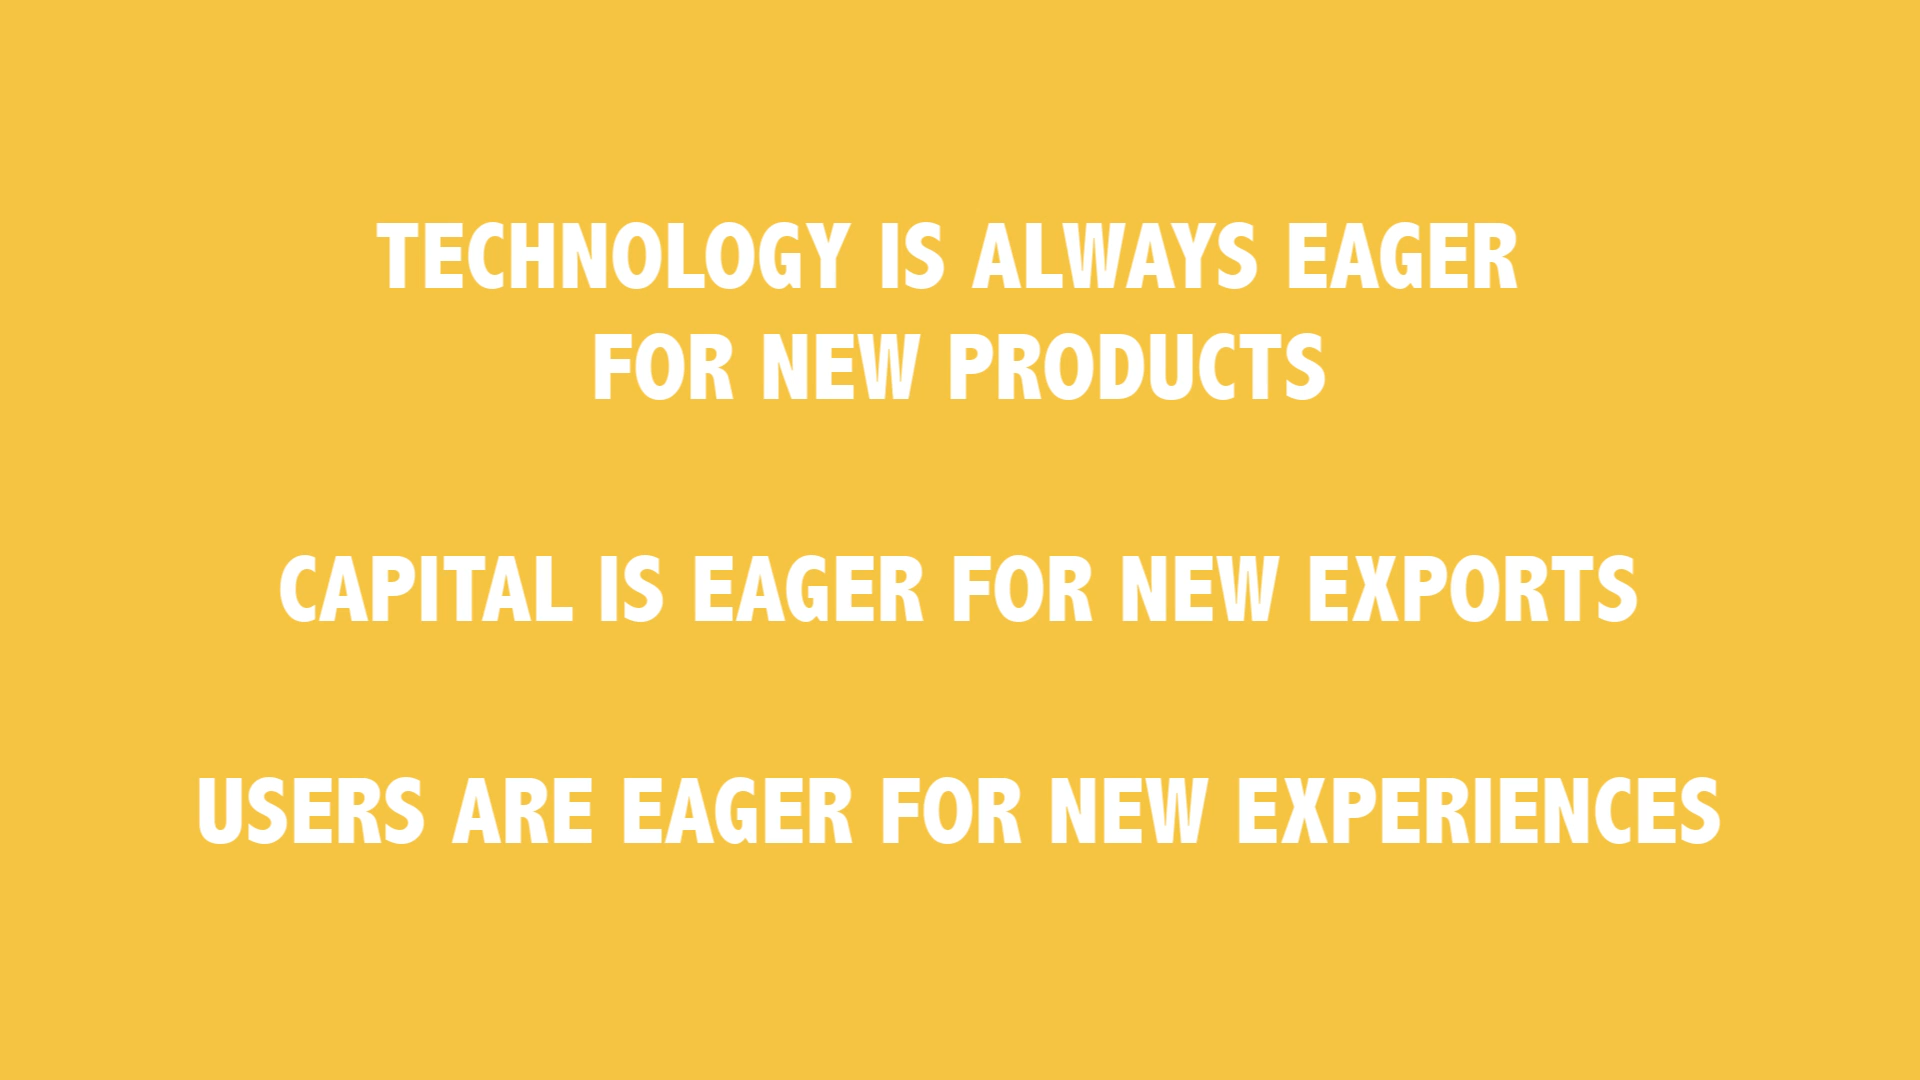 TECHNOLOGY IS ALWAYS EAGER
FOR NEW PRODUCTS
CAPITAL IS EAGER FOR NEW EXPORTS
USERS ARE EAGER FOR NEW EXPERIENCES